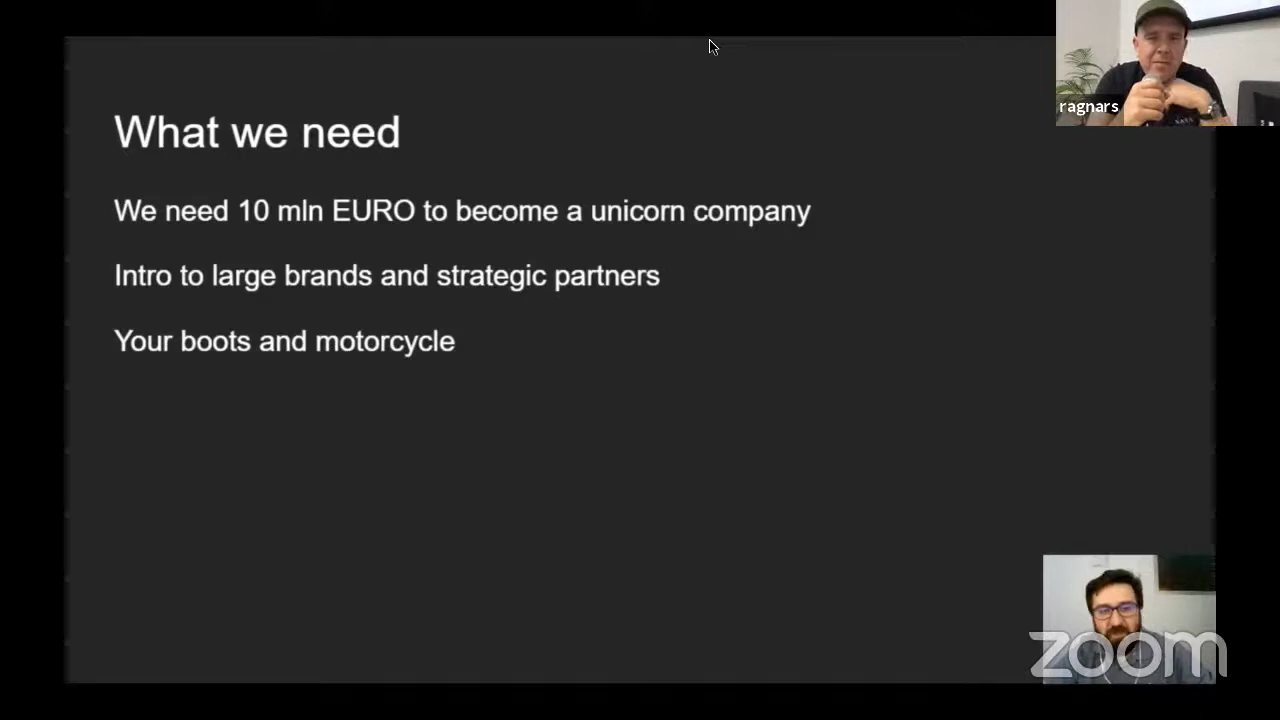 What we need
ragnars
We need 10 mln EURO to become a unicorn company
Intro to large brands and strategic partners
Your boots and motorcycle
zoom